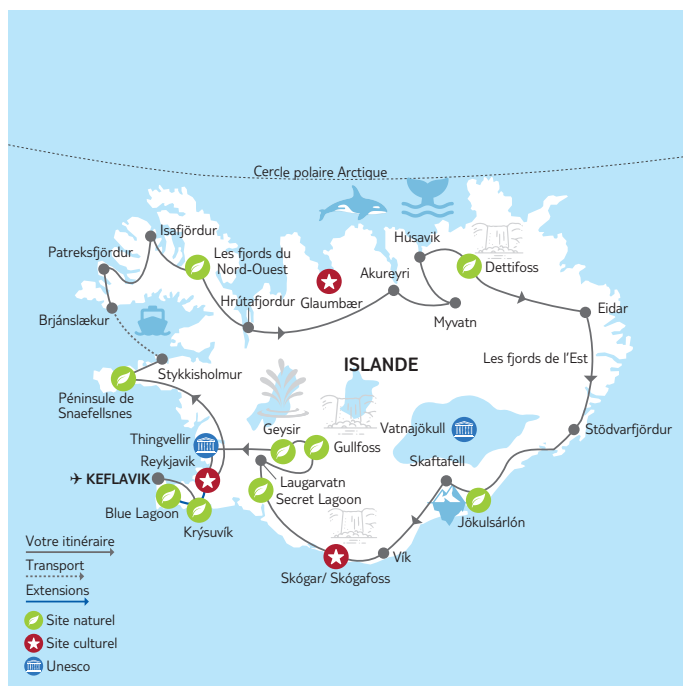 Cercle polaire Arctique
Isafjördur
Patreksfjördur
Les fjords du
Nord-Ouest
Húsavik
Dettifoss
Akureyri
Glaumbær
Hrútafjordur
Myvatn
Eidar
Brjánslækur
Stykkisholmur
ISLANDE
Les fjords de l'Est
Péninsule de
Snaefellsnes
Thingvellir
Geysir
Gullfoss
Vatnajökull
Stödvarfjördur
Reykjavik
KEFLAVIK
Laugarvatn
Secret Lagoon
Skaftafell
Blue Lagoon
Krýsuvík
Jökulsárlón
Vík
Skógar/ Skógafoss
Votre itinéraire
Transport
Extensions
Site naturel
Site culturel
Unesco